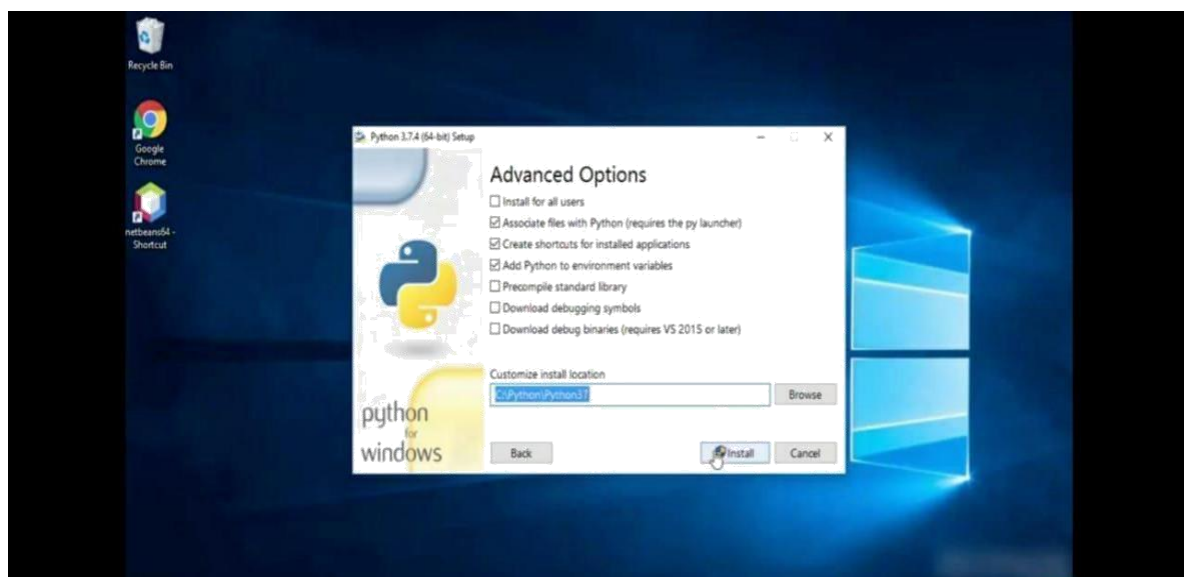 Recycle Bin
Google
Chrome
netbeans64 -
Shortcut
Python 3.7.4 (64-bit) Setup
Advanced Options
Install for all users
Associate files with Python (requires the py launcher)
Create shortcuts for installed applications
Add Python to environment variables
Precompile standard library
Download debugging symbols
Download debug binaries (requires VS 2015 or later)
Customize install location
C:\Python\Python37
Browse
python
for
windows
Back
Install
Cancel